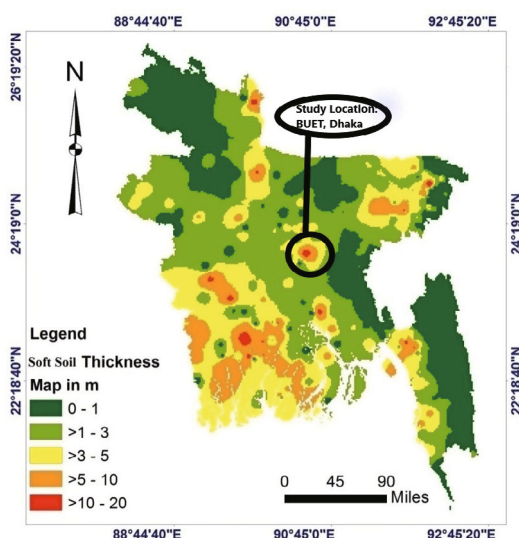 88°44'40"E 90°45'0"E 92°45'20"E
26°19'20"N
24°19'0"N
22°18'40"N
N
Study Location:
BUET, Dhaka
24°19'0"N
22°18'40"N
Legend
Soft Soil Thickness
Map in m
0 - 1
>1 - 3
>3 - 5
>5 - 10
>10 - 20
0 45 90
Miles
88°44'40"E 90°45'0"E 92°45'20"E